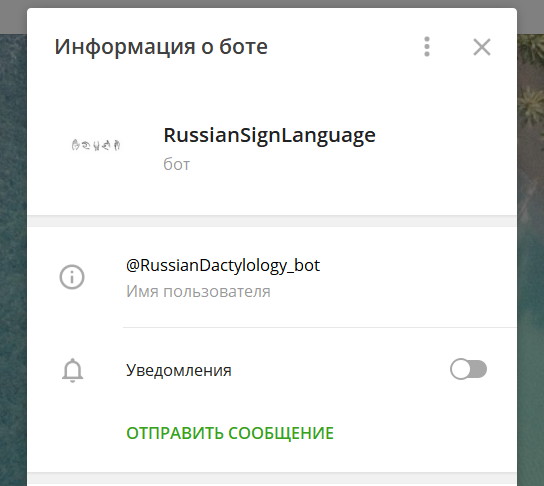 Информация о боте
RussianSignLanguage
бот
@RussianDactylology_bot
Имя пользователя
Уведомления
ОТПРАВИТЬ СООБЩЕНИЕ